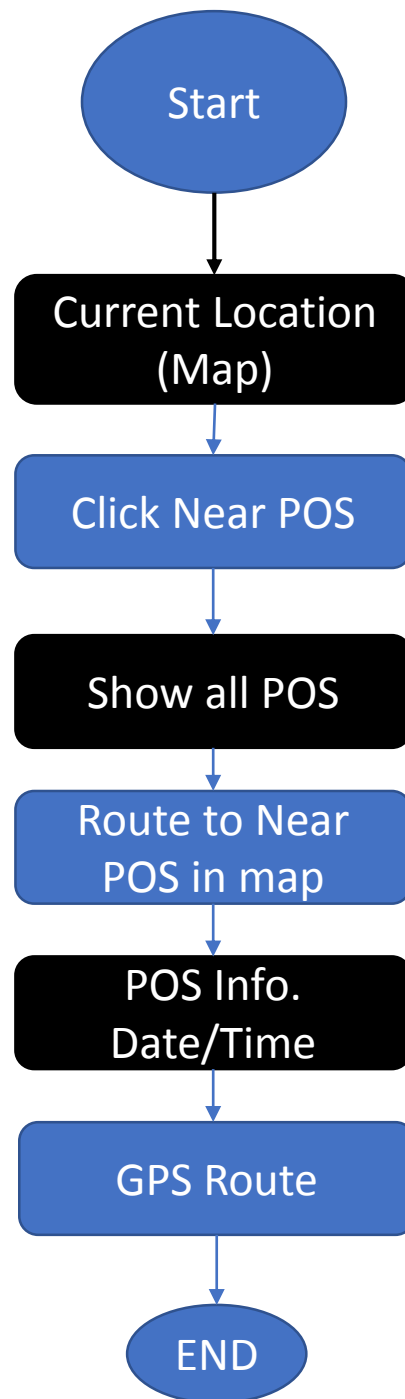 Start
Current Location
(Map)
Click Near POS
Show all POS
Route to Near
POS in map
POS Info.
Date/Time
GPS Route
END